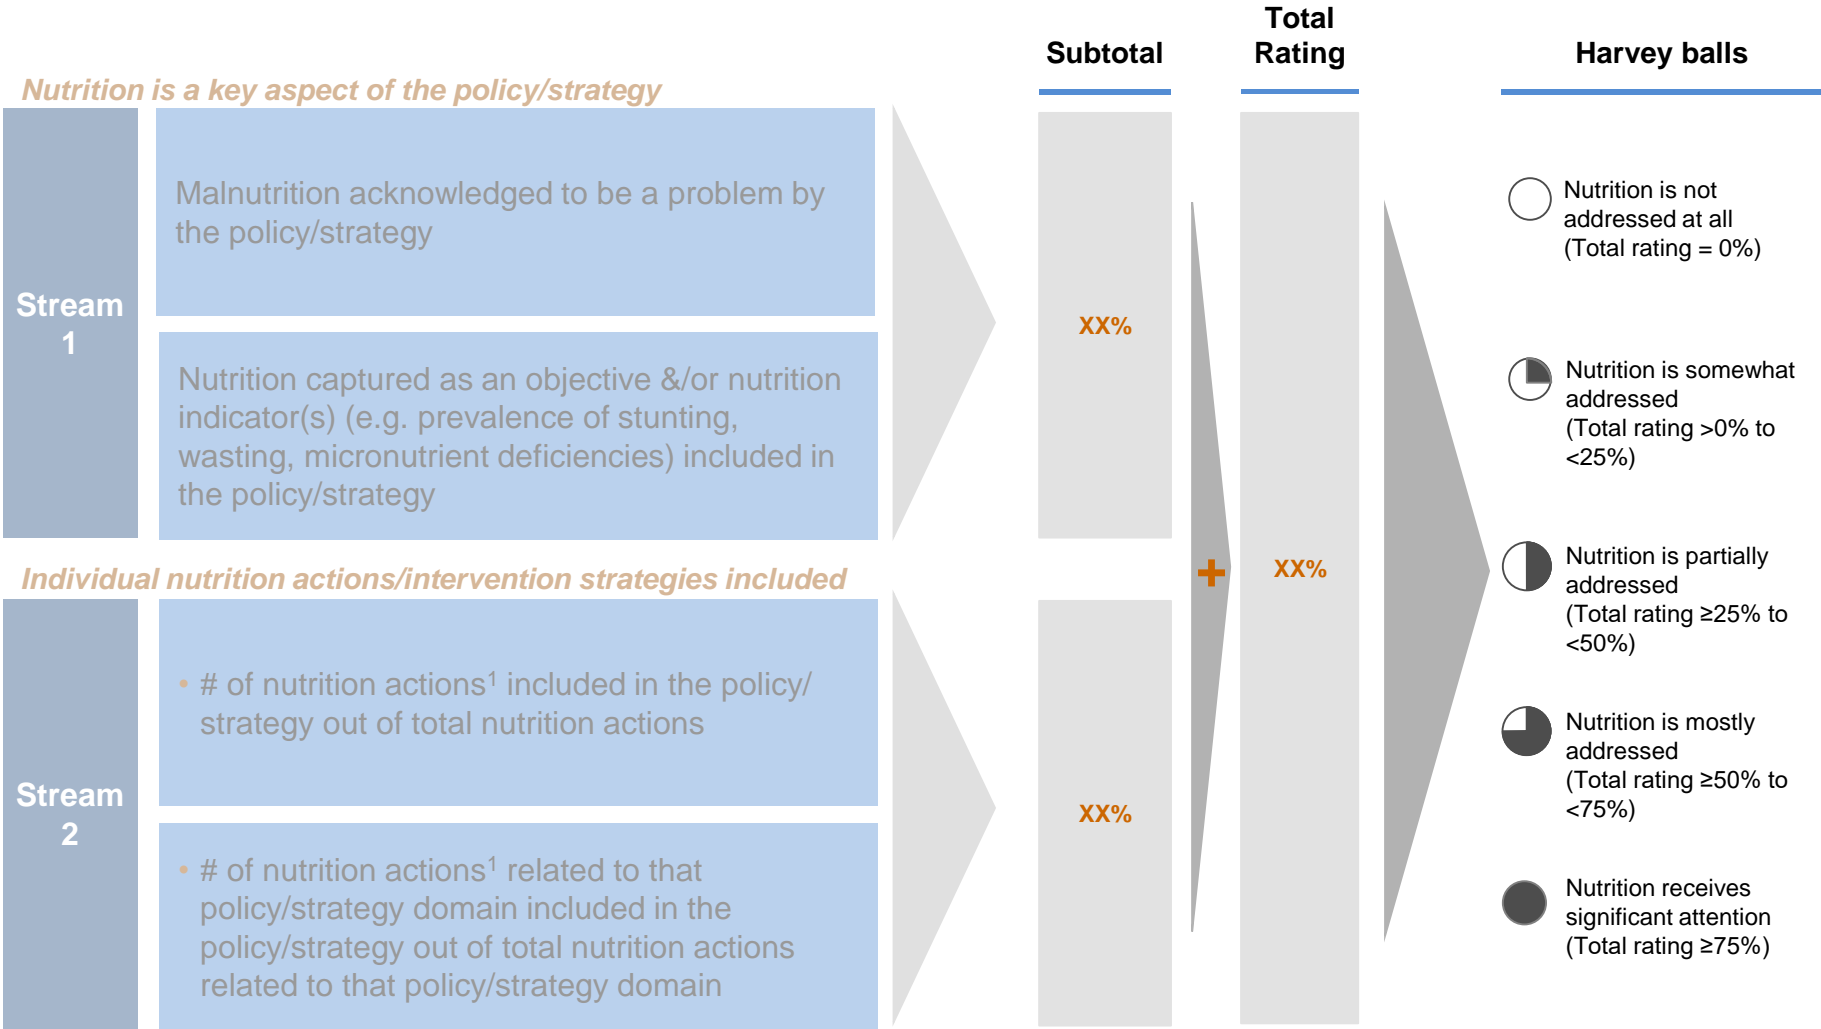 Total
Rating
Subtotal
Harvey balls
Nutrition is a key aspect of the policy/strategy
Stream
1
Malnutrition acknowledged to be a problem by
the policy/strategy
Nutrition captured as an objective &/or nutrition
indicator(s) (e.g. prevalence of stunting,
wasting, micronutrient deficiencies) included in
the policy/strategy
XX%
Individual nutrition actions/intervention strategies included
Stream
2
• # of nutrition actions¹ included in the policy/
strategy out of total nutrition actions
• # of nutrition actions¹ related to that
policy/strategy domain included in the
policy/strategy out of total nutrition actions
related to that policy/strategy domain
XX%
+
XX%
Nutrition is not
addressed at all
(Total rating = 0%)
Nutrition is somewhat
addressed
(Total rating >0% to
<25%)
Nutrition is partially
addressed
(Total rating ≥25% to
<50%)
Nutrition is mostly
addressed
(Total rating ≥50% to
<75%)
Nutrition receives
significant attention
(Total rating ≥75%)